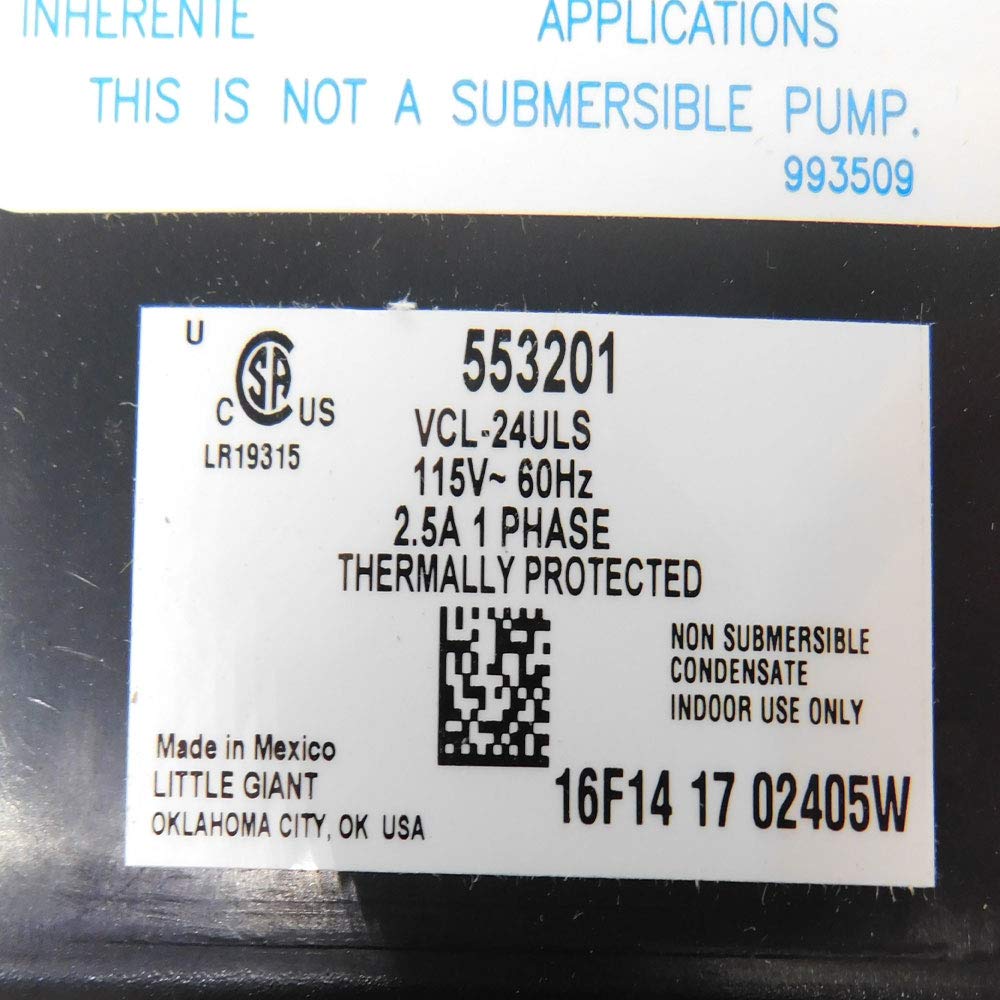 INHERENTE APPLICATIONS
THIS IS NOT A SUBMERSIBLE PUMP.
993509
U
CSA
C US
LR19315
553201
VCL-24ULS
115V~ 60Hz
2.5A 1 PHASE
THERMALLY PROTECTED
NON SUBMERSIBLE
CONDENSATE
INDOOR USE ONLY
Made in Mexico
LITTLE GIANT
OKLAHOMA CITY, OK USA
16F14 17 02405W